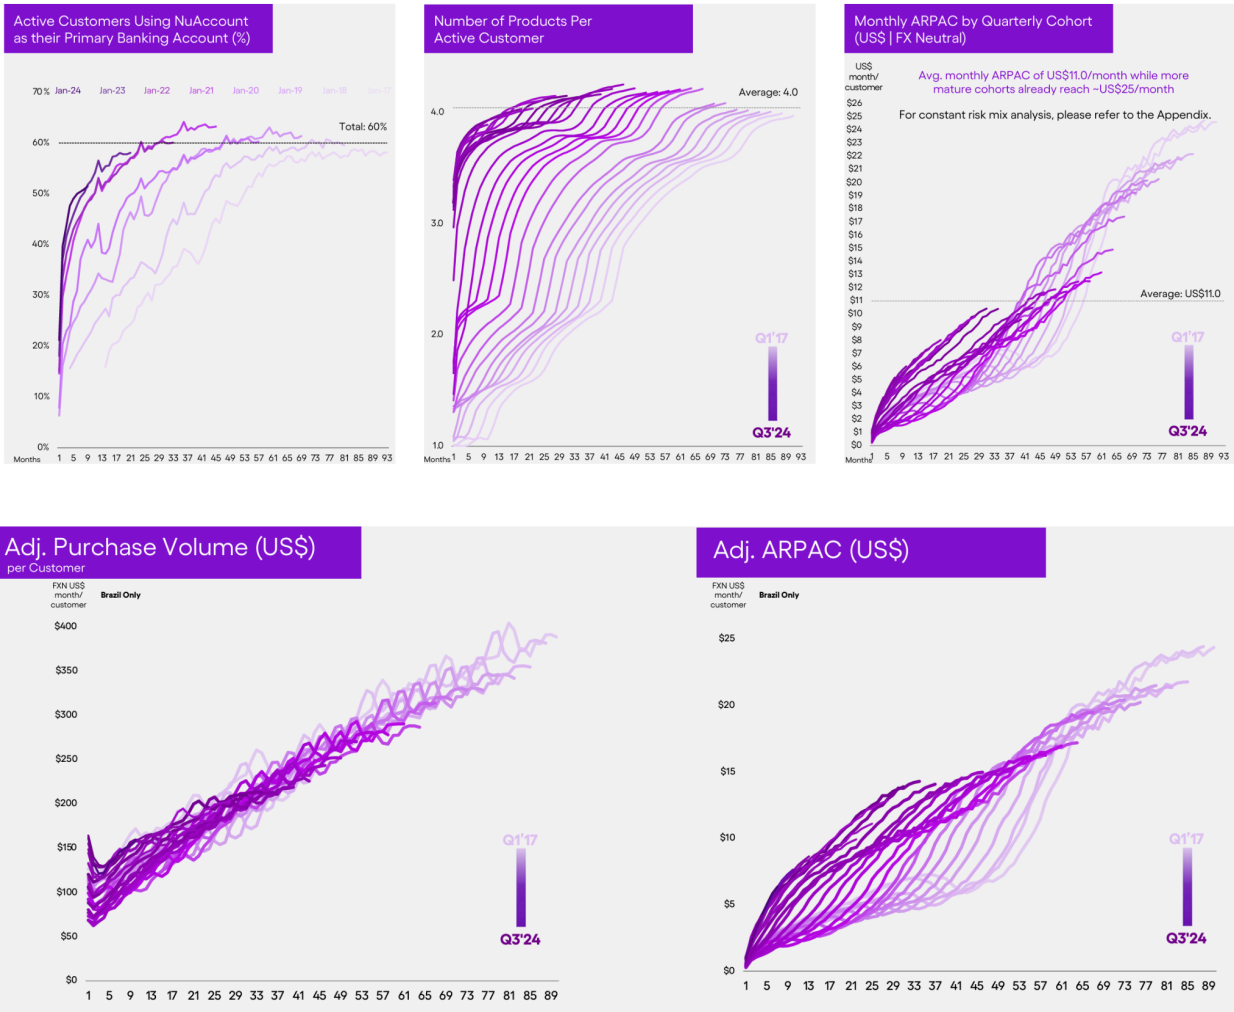 Active Customers Using NuAccount
as their Primary Banking Account (%)
70% Jan-24 Jan-23 Jan-22 Jan-21 Jan-20 Jan-19 Jan-18 Jan-17
Total: 60%
60%
50%
40%
30%
20%
10%
0%
Months 1 5 9 13 17 21 25 29 33 37 41 45 49 53 57 61 65 69 73 77 81 85 89 93
Number of Products Per
Active Customer
Average: 4.0
4.0
3.0
2.0
1.0
Q1'17
Q3'24
Months 1 5 9 13 17 21 25 29 33 37 41 45 49 53 57 61 65 69 73 77 81 85 89 93
Monthly ARPAC by Quarterly Cohort
(US$ | FX Neutral)
US$
month/
customer
Avg. monthly ARPAC of US$11.0/month while more
mature cohorts already reach ~US$25/month
For constant risk mix analysis, please refer to the Appendix.
$26
$25
$24
$23
$22
$21
$20
$19
$18
$17
$16
$15
$14
$13
$12
$11
$10
$9
$8
$7
$6
$5
$4
$3
$2
$1
$0
Average: US$11.0
Q1'17
Q3'24
Months 1 5 9 13 17 21 25 29 33 37 41 45 49 53 57 61 65 69 73 77 81 85 89 93
Adj. Purchase Volume (US$)
per Customer
FXN US$
month/
customer
Brazil Only
$400
$350
$300
$250
$200
$150
$100
$50
$0
Q1'17
Q3'24
1 5 9 13 17 21 25 29 33 37 41 45 49 53 57 61 65 69 73 77 81 85 89
Adj. ARPAC (US$)
FXN US$
month/
customer
Brazil Only
$25
$20
$15
$10
$5
$0
Q1'17
Q3'24
1 5 9 13 17 21 25 29 33 37 41 45 49 53 57 61 65 69 73 77 81 85 89